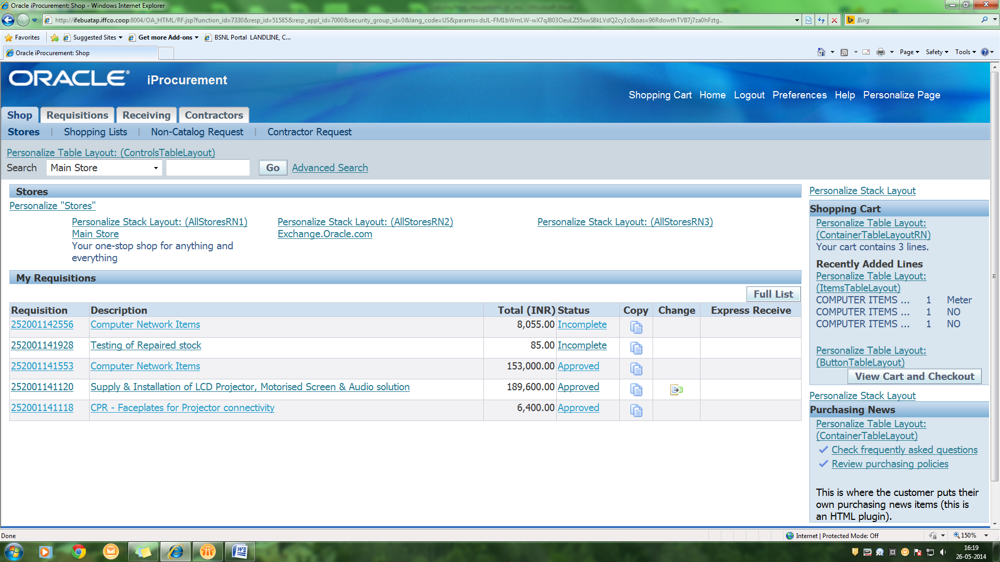 Oracle iProcurement: Shop - Windows Internet Explorer
http://ifebuatap.iffco.coop:8004/OA_HTML/RF.jsp?function_id=7330&resp_id=51585&resp_appl_id=7000&security_group_id=0&lang_code=US&params=dsJL-FM1bWmLW-wX7qJ803OeuLZ55xwS8kLVdQ2cy1c&oas=96RdowthTVB7j7za0hFztg..
Bing
Favorites Suggested Sites Get more Add-ons BSNL Portal LANDLINE, C...
Oracle iProcurement: Shop
Page Safety Tools
ORACLE® iProcurement
Shopping Cart Home Logout Preferences Help Personalize Page
Shop Requisitions Receiving Contractors
Stores | Shopping Lists | Non-Catalog Request | Contractor Request
Personalize Table Layout: (ControlsTableLayout)
Search Main Store Go Advanced Search
Stores
Personalize "Stores"
Personalize Stack Layout: (AllStoresRN1) Personalize Stack Layout: (AllStoresRN2) Personalize Stack Layout: (AllStoresRN3)
Main Store Exchange.Oracle.com
Your one-stop shop for anything and
everything
My Requisitions
Full List
Requisition Description Total (INR) Status Copy Change Express Receive
252001142556 Computer Network Items 8,055.00 Incomplete
252001141928 Testing of Repaired stock 85.00 Incomplete
252001141553 Computer Network Items 153,000.00 Approved
252001141120 Supply & Installation of LCD Projector, Motorised Screen & Audio solution 189,600.00 Approved
252001141118 CPR - Faceplates for Projector connectivity 6,400.00 Approved
Personalize Stack Layout
Shopping Cart
Personalize Table Layout:
(ContainerTableLayoutRN)
Your cart contains 3 lines.
Recently Added Lines
Personalize Table Layout:
(ItemsTableLayout)
COMPUTER ITEMS ... 1 Meter
COMPUTER ITEMS ... 1 NO
COMPUTER ITEMS ... 1 NO
Personalize Table Layout:
(ButtonTableLayout)
View Cart and Checkout
Personalize Stack Layout
Purchasing News
Personalize Table Layout:
(ContainerTableLayout)
Check frequently asked questions
Review purchasing policies
This is where the customer puts their
own purchasing news items (this is
an HTML plugin).
Done Internet | Protected Mode: Off 150%
16:19
26-05-2014